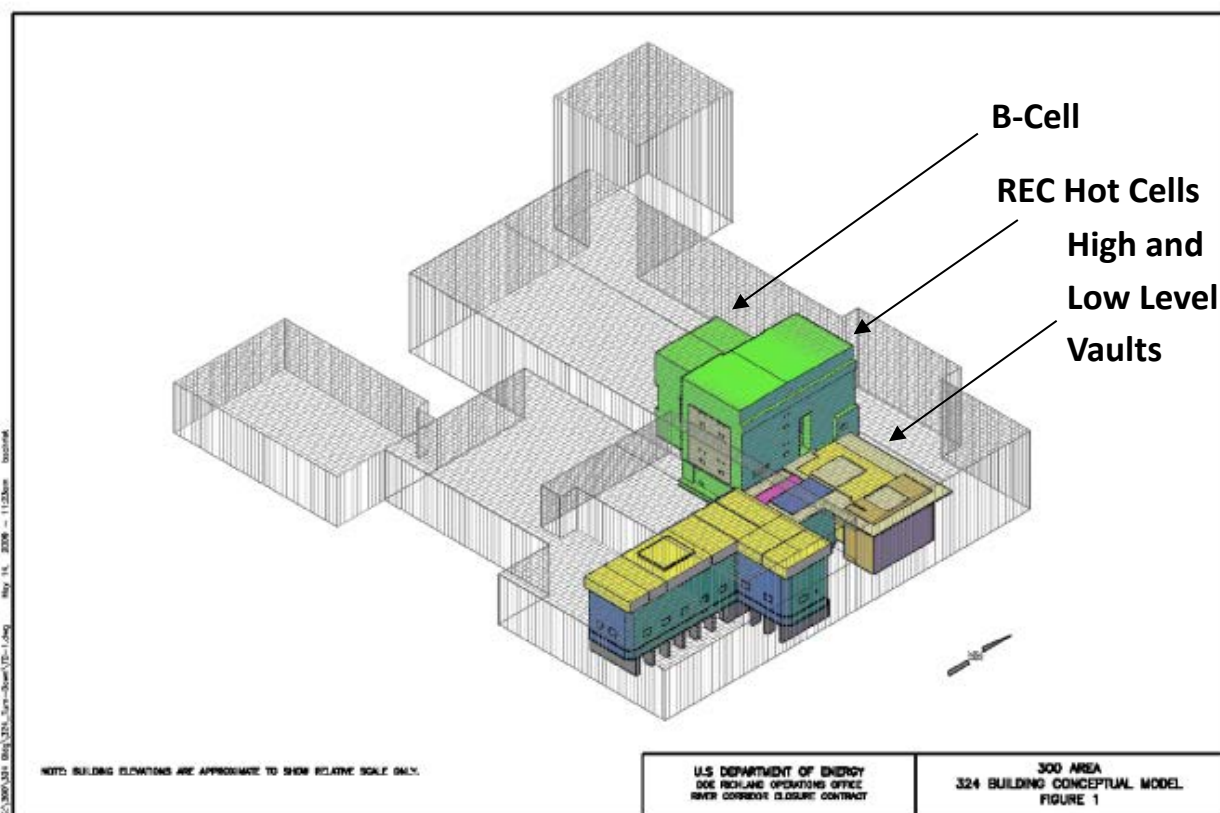 B-Cell
REC Hot Cells
High and
Low Level
Vaults
NOTE: BUILDING ELEVATIONS ARE APPROXIMATE TO SHOW RELATIVE SCALE ONLY.
U.S DEPARTMENT OF ENERGY
DOE RICHLAND OPERATIONS OFFICE
RIVER CORRIDOR CLOSURE CONTRACT
300 AREA
324 BUILDING CONCEPTUAL MODEL
FIGURE 1